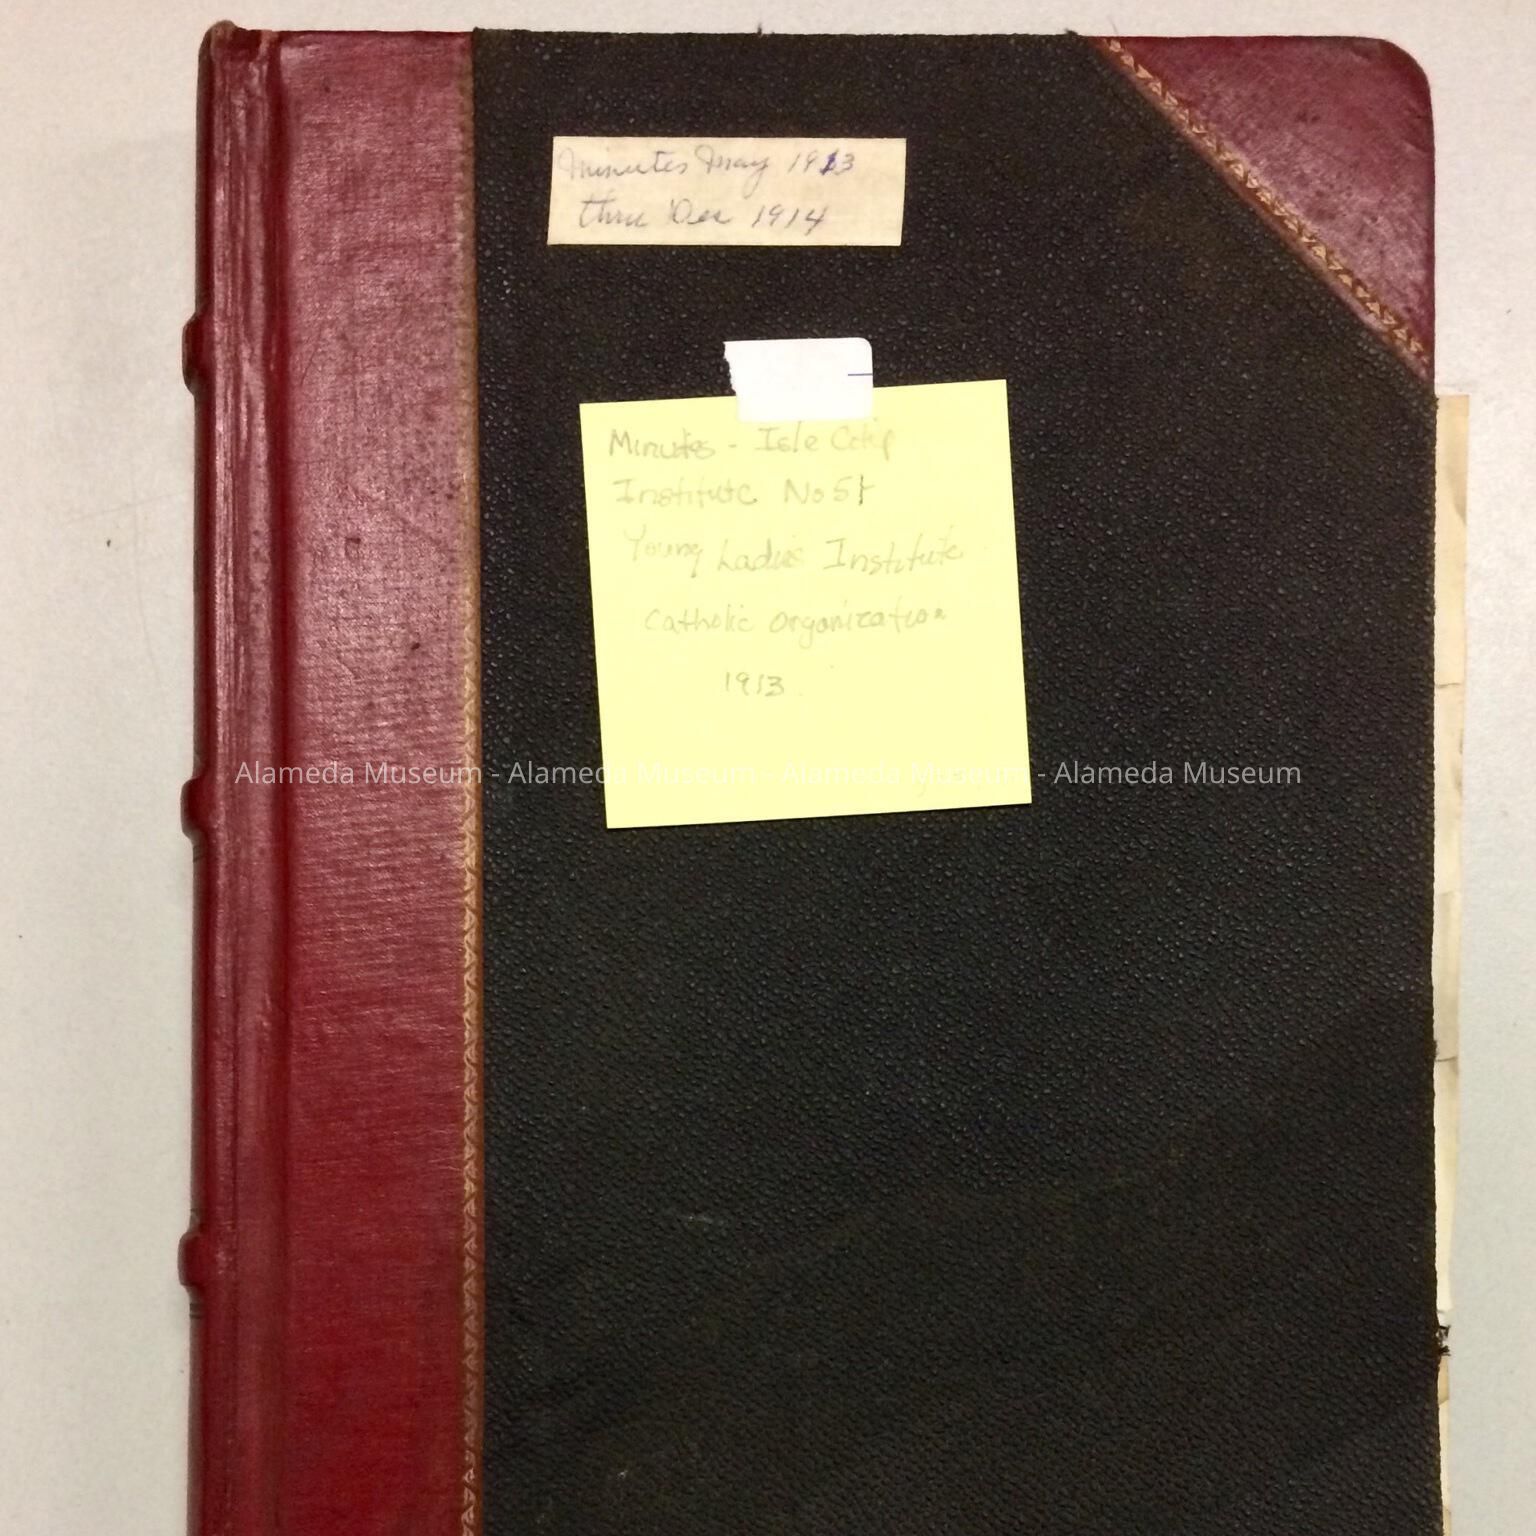 Minutes May 1913
thru Dec 1914
Minutes - Isle City
Institute No 51
Young Ladies Institute
Catholic Organization
1913
Alameda Museum - Alameda Museum - Alameda Museum - Alameda Museum